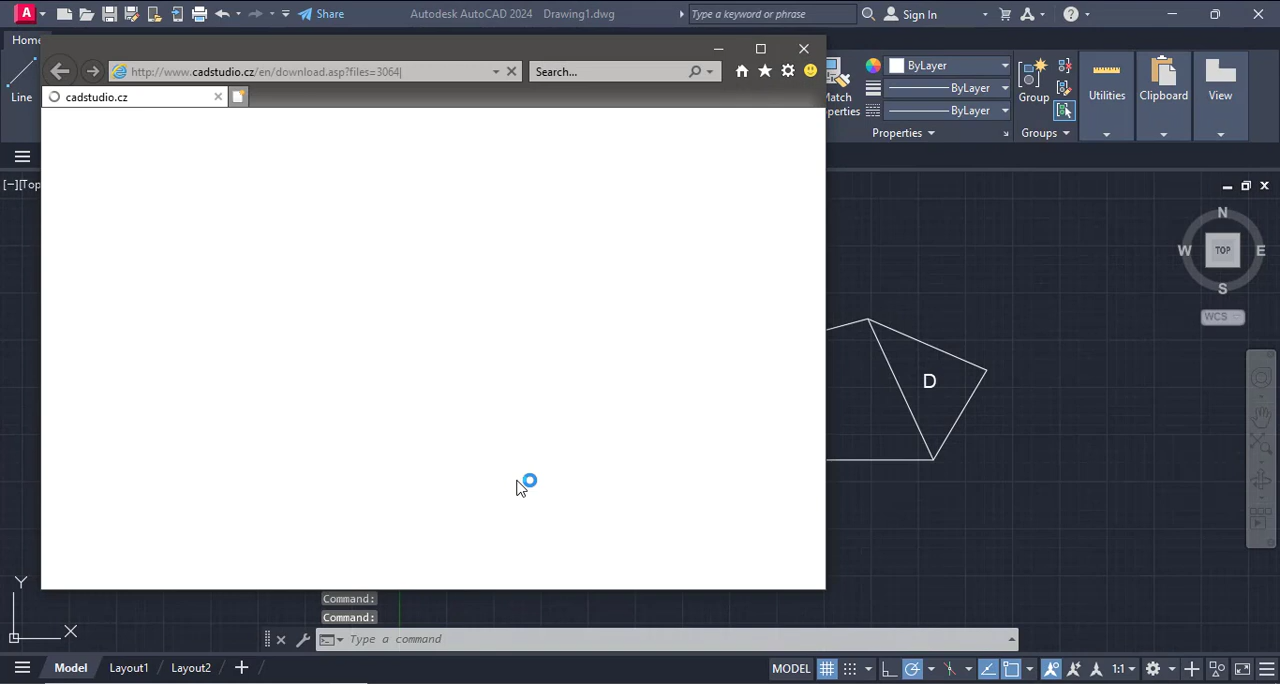 A Share Autodesk AutoCAD 2024 Drawing1.dwg Type a keyword or phrase Sign In
Home
http://www.cadstudio.cz/en/download.asp?files=3064 Search...
cadstudio.cz
Line
Match
Properties
ByLayer
ByLayer
ByLayer
Properties
Group
Groups
Utilities
Clipboard
View
[−][Top
N
W TOP E
S
WCS
D
Y
X
Command:
Command:
Type a command
Model Layout1 Layout2 MODEL 1:1